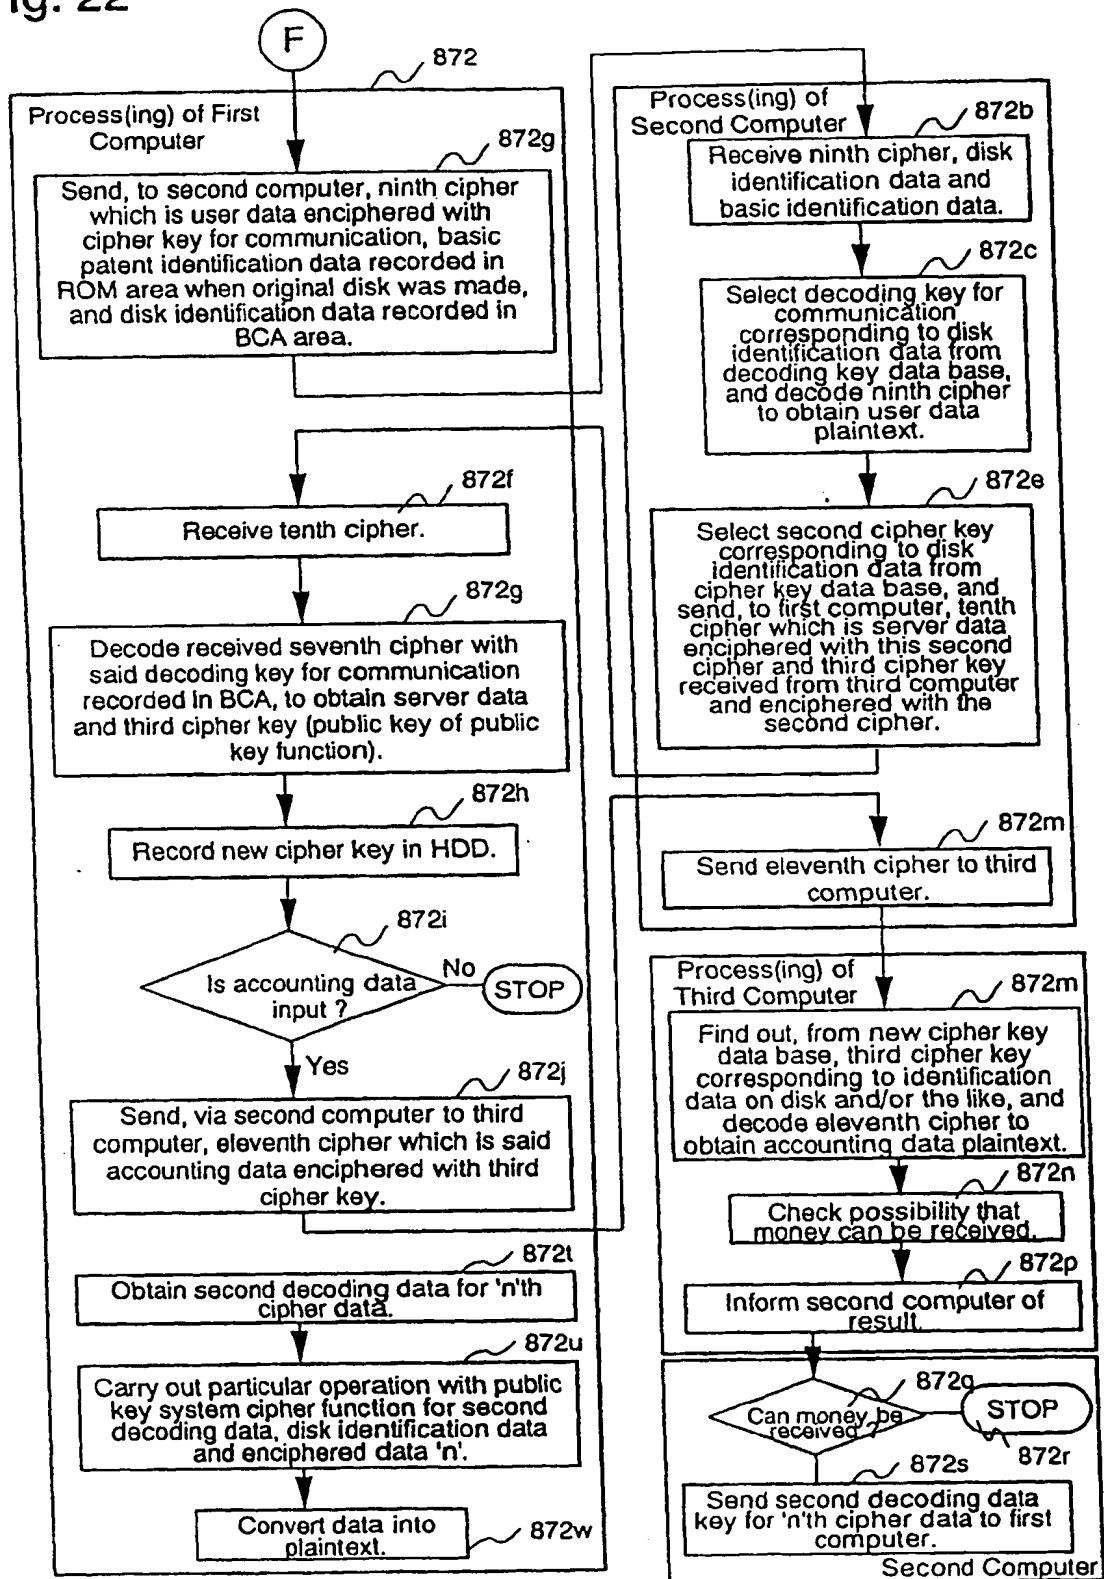 ig. 22
F
872
Process(ing) of First
Computer
872g
Send, to second computer, ninth cipher
which is user data enciphered with
cipher key for communication, basic
patent identification data recorded in
ROM area when original disk was made,
and disk identification data recorded in
BCA area.
872f
Receive tenth cipher.
872g
Decode received seventh cipher with
said decoding key for communication
recorded in BCA, to obtain server data
and third cipher key (public key of public
key function).
872h
Record new cipher key in HDD.
872i
Is accounting data
input ?
No
STOP
Yes
872j
Send, via second computer to third
computer, eleventh cipher which is said
accounting data enciphered with third
cipher key.
872t
Obtain second decoding data for 'n'th
cipher data.
872u
Carry out particular operation with public
key system cipher function for second
decoding data, disk identification data
and enciphered data 'n'.
Convert data into
plaintext.
872w
Process(ing) of
Second Computer
872b
Receive ninth cipher, disk
identification data and
basic identification data.
872c
Select decoding key for
communication
corresponding to disk
identification data from
decoding key data base,
and decode ninth cipher
to obtain user data
plaintext.
872e
Select second cipher key
corresponding to disk
identification data from
cipher key data base, and
send, to first computer, tenth
cipher which is server data
enciphered with this second
cipher and third cipher key
received from third computer
and enciphered with the
second cipher.
872m
Send eleventh cipher to third
computer.
Process(ing) of
Third Computer
872m
Find out, from new cipher key
data base, third cipher key
corresponding to identification
data on disk and/or the like, and
decode eleventh cipher to
obtain accounting data plaintext.
872n
Check possibility that
money can be received.
872p
Inform second computer of
result.
872q
Can money be
received ?
STOP
872r
872s
Send second decoding data
key for 'n'th cipher data to first
computer.
Second Computer